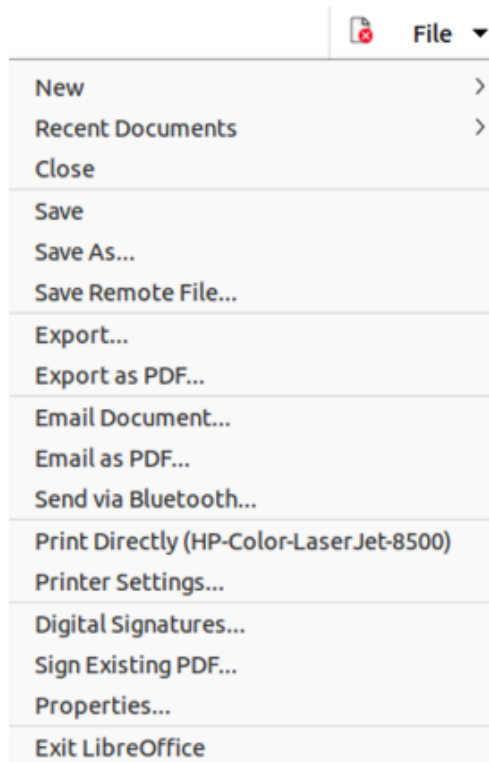 File
New
Recent Documents
Close
Save
Save As...
Save Remote File...
Export...
Export as PDF...
Email Document...
Email as PDF...
Send via Bluetooth...
Print Directly (HP-Color-LaserJet-8500)
Printer Settings...
Digital Signatures...
Sign Existing PDF...
Properties...
Exit LibreOffice